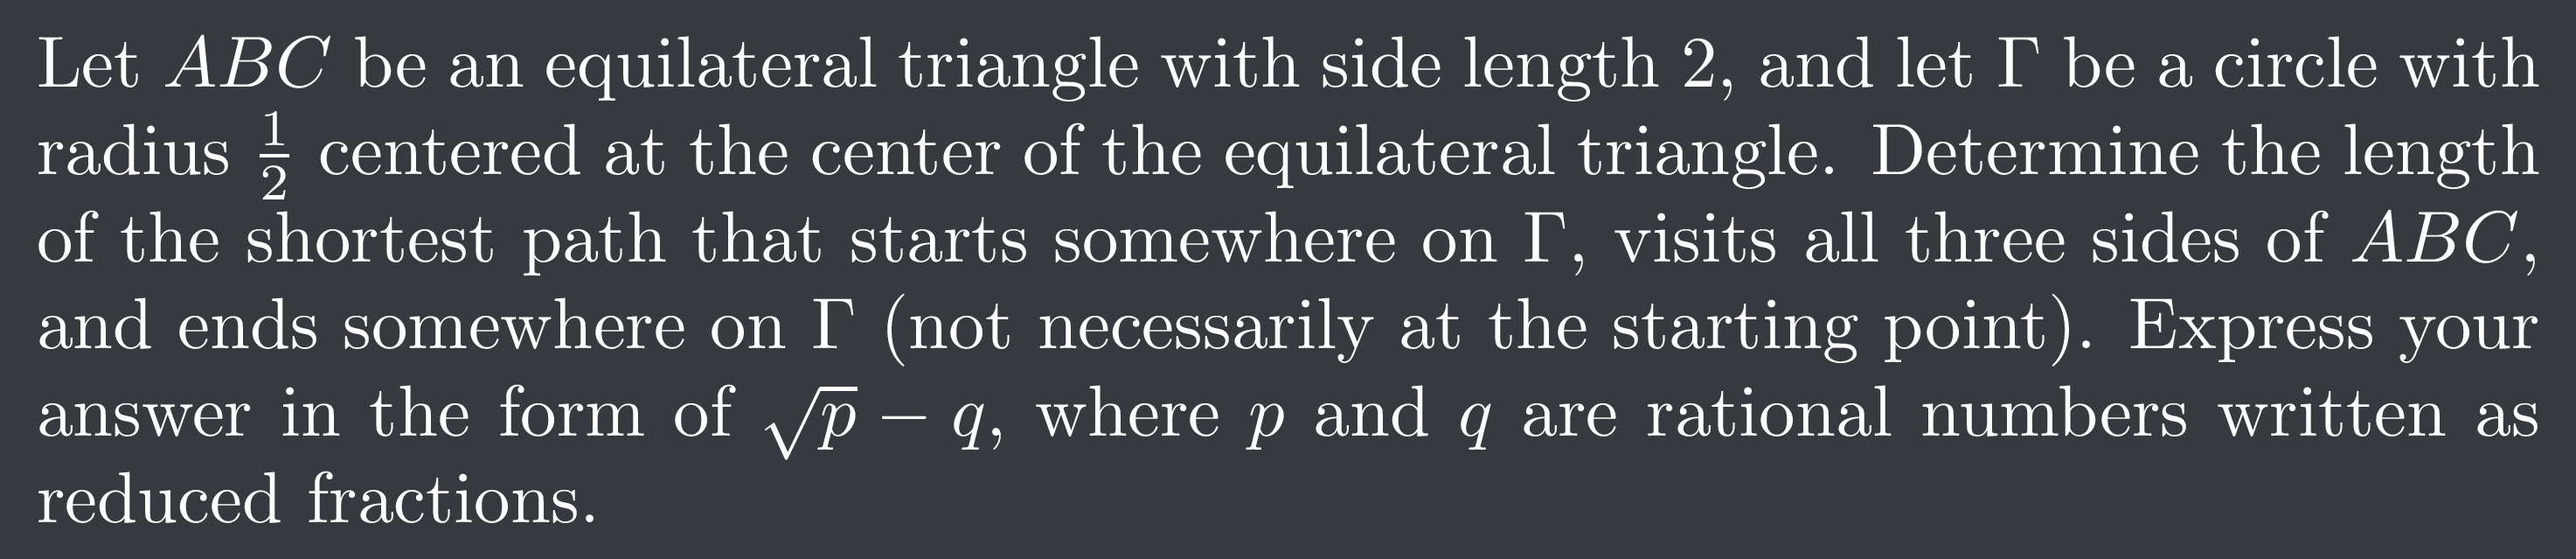 Let ABC be an equilateral triangle with side length 2, and let Γ be a circle with
radius 1/2 centered at the center of the equilateral triangle. Determine the length
of the shortest path that starts somewhere on Γ, visits all three sides of ABC,
and ends somewhere on Γ (not necessarily at the starting point). Express your
answer in the form of √p − q, where p and q are rational numbers written as
reduced fractions.